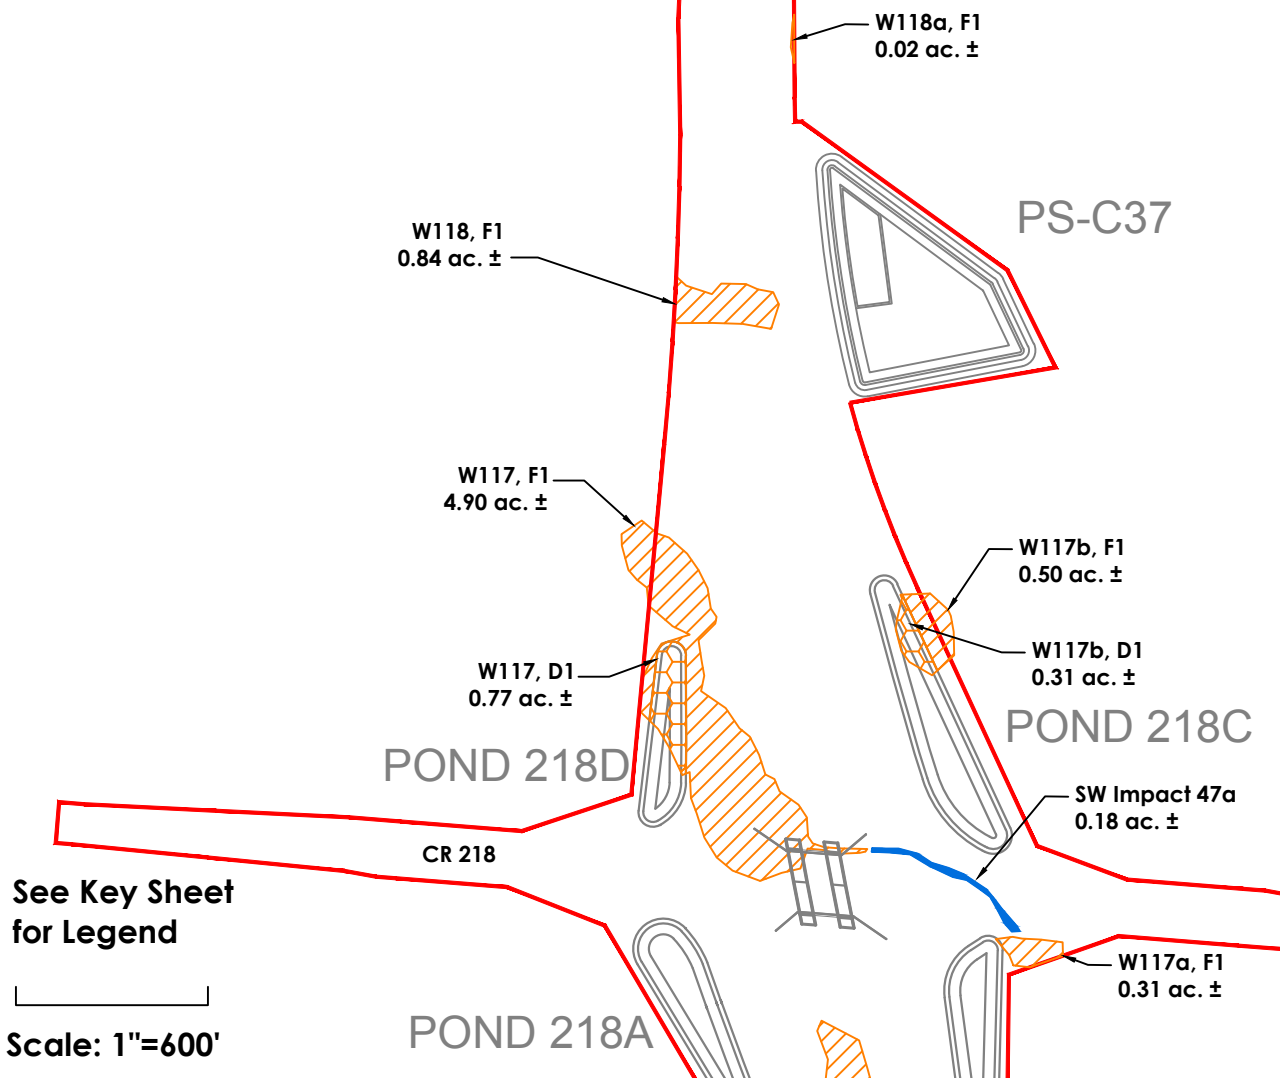 W118a, F1
0.02 ac. ±
PS-C37
W118, F1
0.84 ac. ±
W117, F1
4.90 ac. ±
W117b, F1
0.50 ac. ±
W117b, D1
0.31 ac. ±
W117, D1
0.77 ac. ±
POND 218C
POND 218D
SW Impact 47a
0.18 ac. ±
CR 218
See Key Sheet
for Legend
W117a, F1
0.31 ac. ±
POND 218A
Scale: 1"=600'